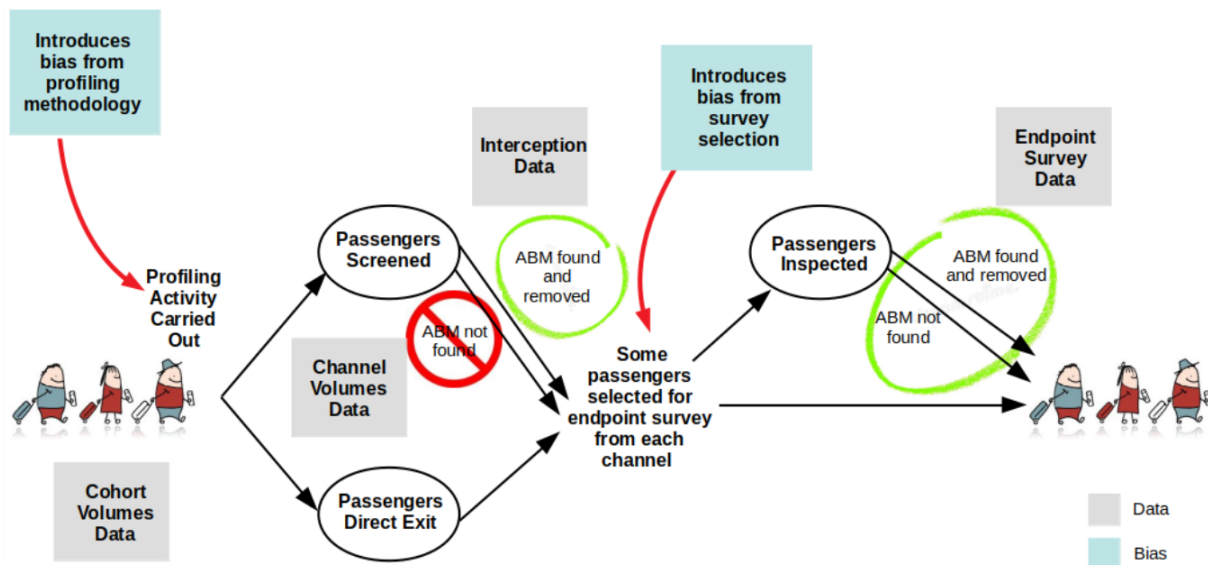 Introduces
bias from
profiling
methodology
Introduces
bias from
survey
selection
Interception
Data
Endpoint
Survey
Data
Passengers
Screened
ABM found
and
removed
Passengers
Inspected
ABM found
and removed
Profiling
Activity
Carried
Out
ABM not
found
ABM not
found
Channel
Volumes
Data
Some
passengers
selected for
endpoint survey
from each
channel
Cohort
Volumes
Data
Passengers
Direct Exit
Data
Bias